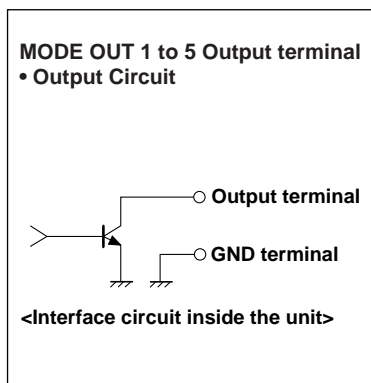 MODE OUT 1 to 5 Output terminal
• Output Circuit
Output terminal
GND terminal
<Interface circuit inside the unit>